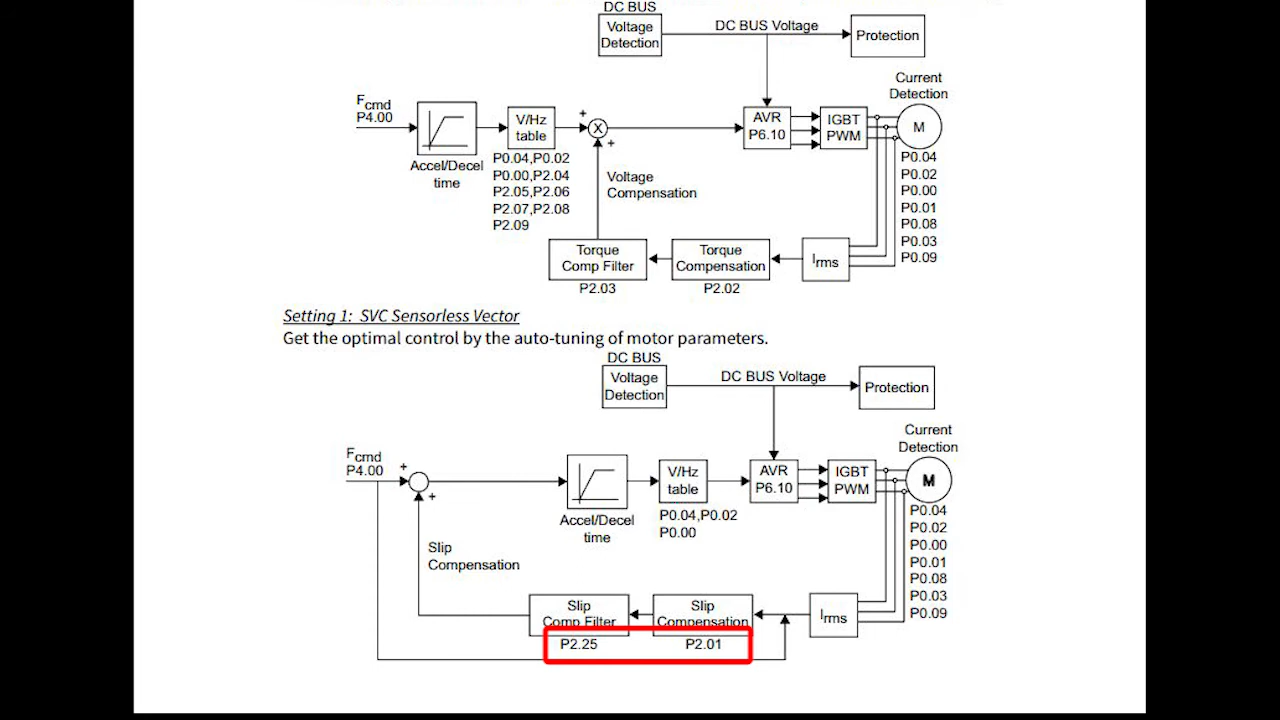 DC BUS
Voltage
Detection
DC BUS Voltage
Protection
Current
Detection
Fcmd
P4.00
V/Hz
table
+
X
+
AVR
P6.10
IGBT
PWM
M
Accel/Decel
time
P0.04,P0.02
P0.00,P2.04
P2.05,P2.06
P2.07,P2.08
P2.09
Voltage
Compensation
P0.04
P0.02
P0.00
P0.01
P0.08
P0.03
P0.09
Torque
Comp Filter
Torque
Compensation
Irms
P2.03
P2.02
Setting 1: SVC Sensorless Vector
Get the optimal control by the auto-tuning of motor parameters.
DC BUS
Voltage
Detection
DC BUS Voltage
Protection
Current
Detection
Fcmd
P4.00
+
+
V/Hz
table
AVR
P6.10
IGBT
PWM
M
Accel/Decel
time
P0.04,P0.02
P0.00
P0.04
P0.02
P0.00
P0.01
P0.08
P0.03
P0.09
Slip
Compensation
Slip
Comp Filter
Slip
Compensation
Irms
P2.25
P2.01